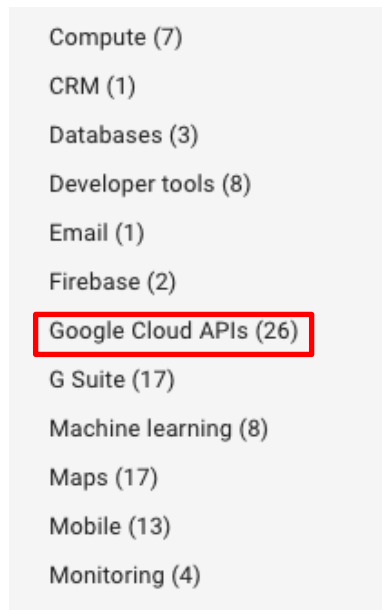 Compute (7)
CRM (1)
Databases (3)
Developer tools (8)
Email (1)
Firebase (2)
Google Cloud APIs (26)
G Suite (17)
Machine learning (8)
Maps (17)
Mobile (13)
Monitoring (4)